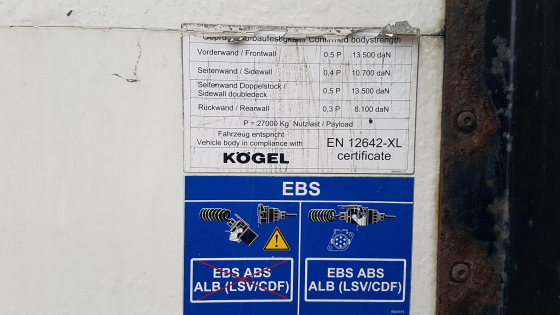 Confirmed bodystrength
Vorderwand / Frontwall 0,5 P 13.500 daN
Seitenwand / Sidewall 0,4 P 10.700 daN
Seitenwand Doppelstock /
Sidewall doubledeck 0,5 P 13.500 daN
Rückwand / Rearwall 0,3 P 8.100 daN
P = 27000 Kg Nutzlast / Payload
Fahrzeug entspricht
Vehicle body in compliance with
KÖGEL
EN 12642-XL
certificate
EBS
EBS ABS
ALB (LSV/CDF)
EBS ABS
ALB (LSV/CDF)